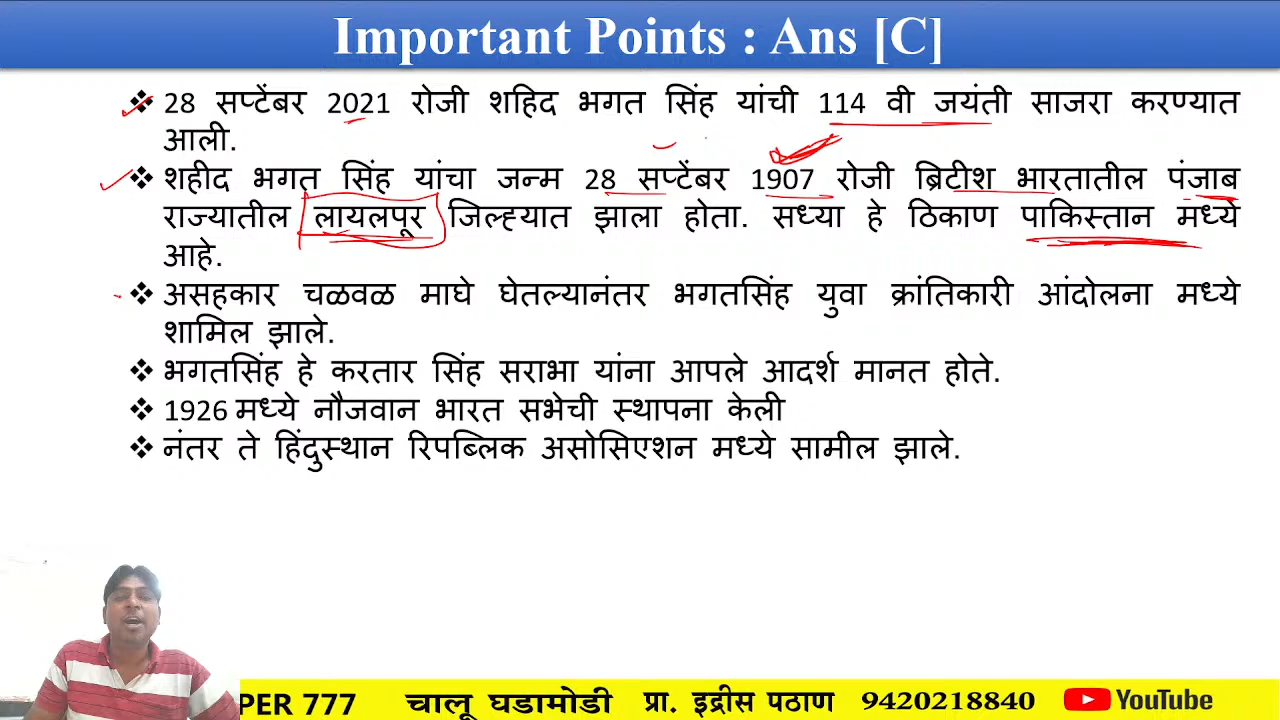 Important Points : Ans [C]
❖ 28 सप्टेंबर 2021 रोजी शहिद भगत सिंह यांची 114 वी जयंती साजरा करण्यात
आली.
❖ शहीद भगत सिंह यांचा जन्म 28 सप्टेंबर 1907 रोजी ब्रिटीश भारतातील पंजाब
राज्यातील लायलपूर जिल्ह्यात झाला होता. सध्या हे ठिकाण पाकिस्तान मध्ये
आहे.
❖ असहकार चळवळ माघे घेतल्यानंतर भगतसिंह युवा क्रांतिकारी आंदोलना मध्ये
शामिल झाले.
❖ भगतसिंह हे करतार सिंह सराभा यांना आपले आदर्श मानत होते.
❖ 1926 मध्ये नौजवान भारत सभेची स्थापना केली
❖ नंतर ते हिंदुस्थान रिपब्लिक असोसिएशन मध्ये सामील झाले.
PER 777 चालू घडामोडी प्रा. इद्रीस पठाण 9420218840 YouTube